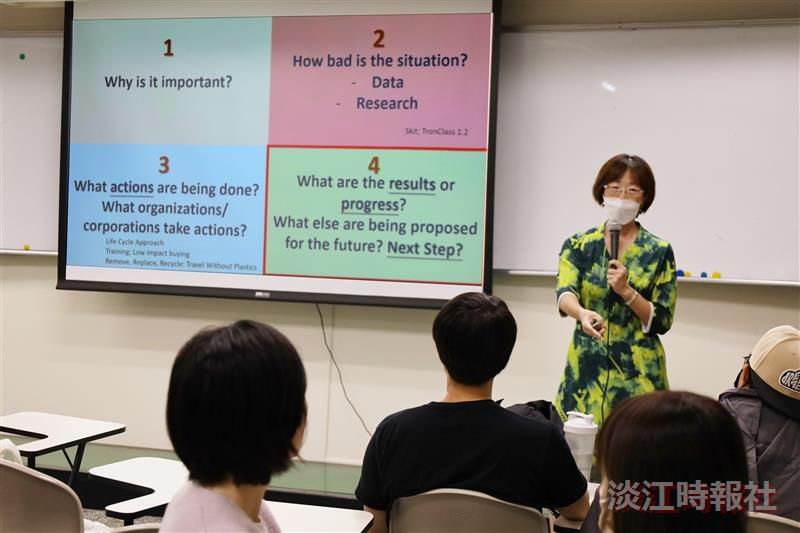 1
Why is it important?
2
How bad is the situation?
- Data
- Research
Skit; TronClass 1.2
3
What actions are being done?
What organizations/
corporations take actions?
Life Cycle Approach
Training; Low impact buying
Remove, Replace, Recycle: Travel Without Plastics
4
What are the results or
progress?
What else are being proposed
for the future? Next Step?
淡江時報社